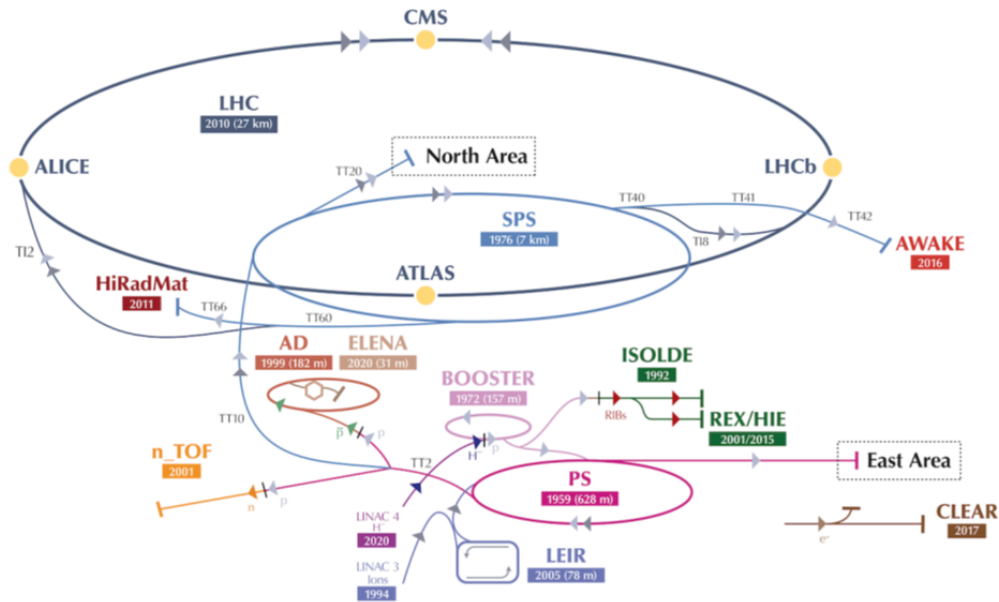 CMS
LHC
2010 (27 km)
ALICE
LHCb
TT20
North Area
TT40
TT41
TT42
SPS
1976 (7 km)
TI8
TI2
AWAKE
2016
ATLAS
HiRadMat
2011
TT66
TT60
AD
1999 (182 m)
ELENA
2020 (31 m)
ISOLDE
1992
BOOSTER
1972 (157 m)
RIBs
REX/HIE
2001/2015
TT10
p̅
p
H⁻
p
n_TOF
2001
TT2
East Area
PS
1959 (628 m)
n
p
LINAC 4
H⁻
2020
CLEAR
2017
e⁻
LEIR
2005 (78 m)
LINAC 3
Ions
1994